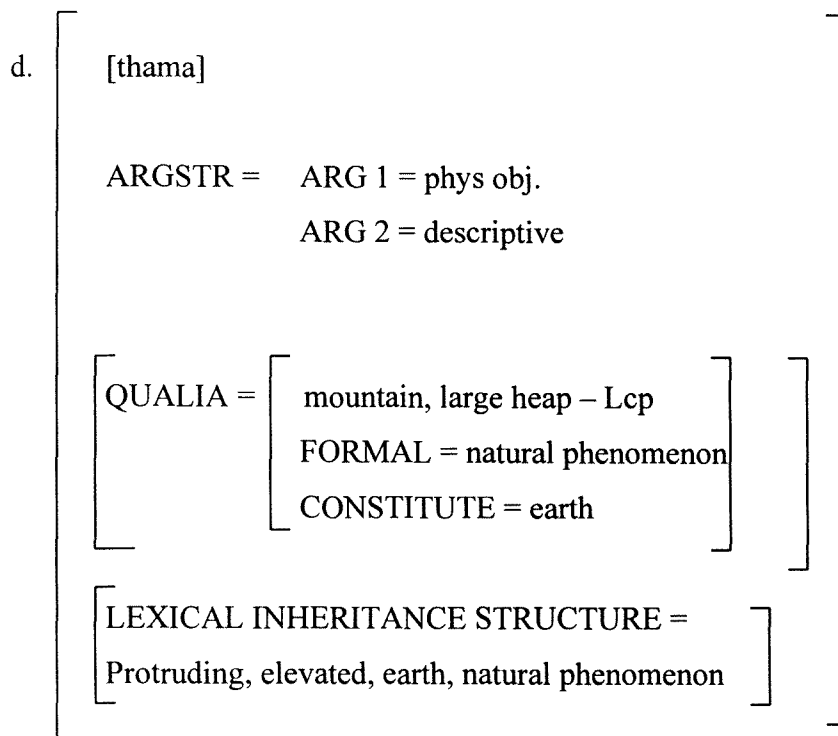 d. [thama]
ARGSTR = ARG 1 = phys obj.
ARG 2 = descriptive
QUALIA = mountain, large heap – Lcp
FORMAL = natural phenomenon
CONSTITUTE = earth
LEXICAL INHERITANCE STRUCTURE =
Protruding, elevated, earth, natural phenomenon